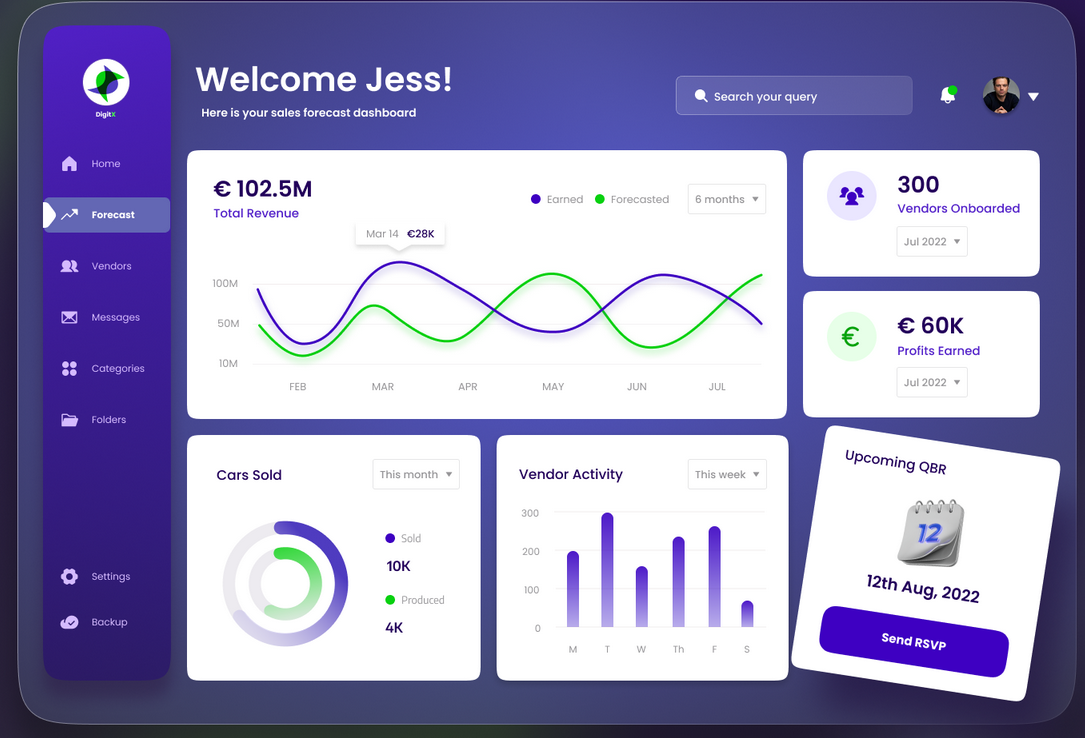 DigitX
Home
Forecast
Vendors
Messages
Categories
Folders
Settings
Backup
Welcome Jess!
Here is your sales forecast dashboard
Search your query
€ 102.5M
Total Revenue
Earned
Forecasted
6 months
Mar 14 €28K
100M
50M
10M
FEB MAR APR MAY JUN JUL
300
Vendors Onboarded
Jul 2022
€
€ 60K
Profits Earned
Jul 2022
Cars Sold
This month
Sold
10K
Produced
4K
Vendor Activity
This week
300
200
100
0
M T W Th F S
Upcoming QBR
12
12th Aug, 2022
Send RSVP